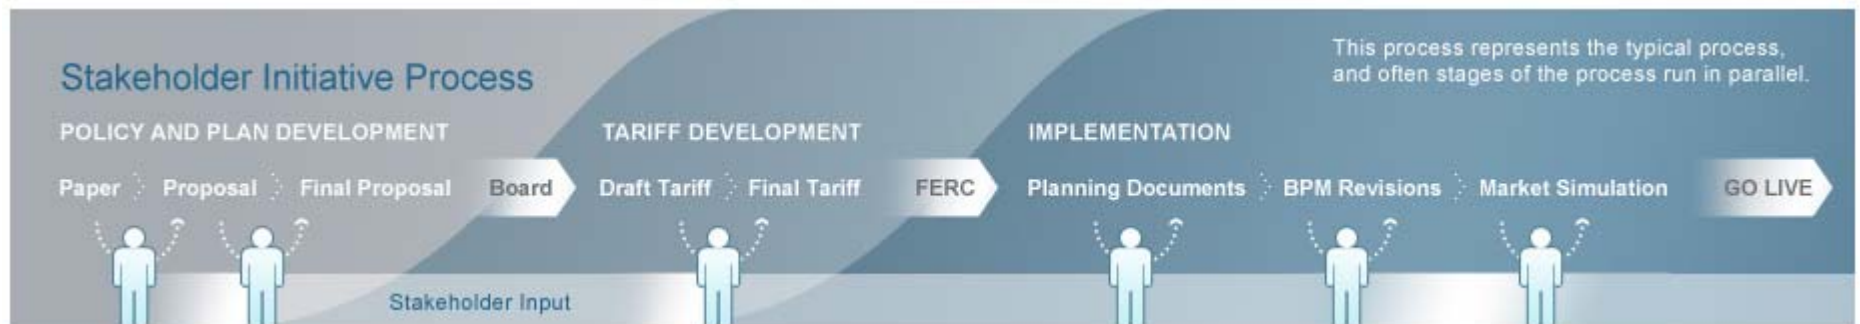 This process represents the typical process,
and often stages of the process run in parallel.
Stakeholder Initiative Process
POLICY AND PLAN DEVELOPMENT
TARIFF DEVELOPMENT
IMPLEMENTATION
Paper Proposal Final Proposal Board Draft Tariff Final Tariff FERC Planning Documents BPM Revisions Market Simulation GO LIVE
Stakeholder Input